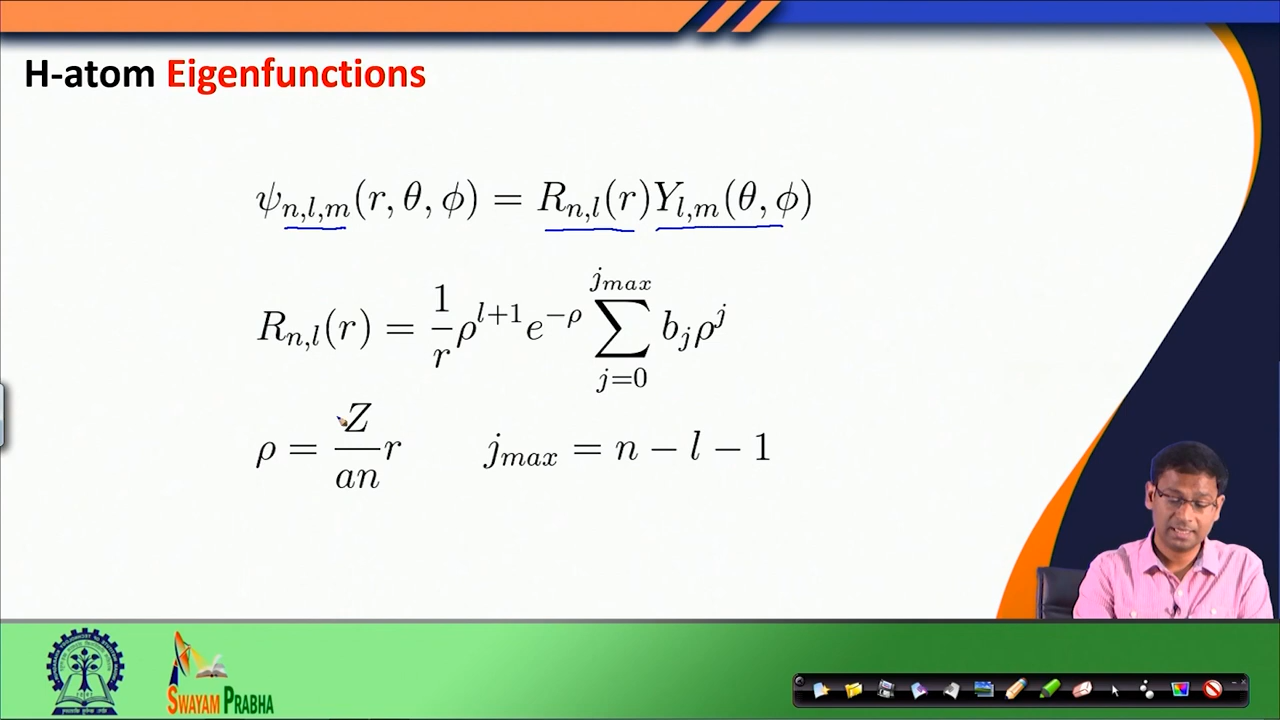 H-atom Eigenfunctions
ψ_{n,l,m}(r, θ, ϕ) = R_{n,l}(r)Y_{l,m}(θ, ϕ)
R_{n,l}(r) = \frac{1}{r} ρ^{l+1} e^{-ρ} \sum_{j=0}^{j_{max}} b_j ρ^j
ρ = \frac{Z}{an} r j_{max} = n − l − 1
SWAYAM PRABHA